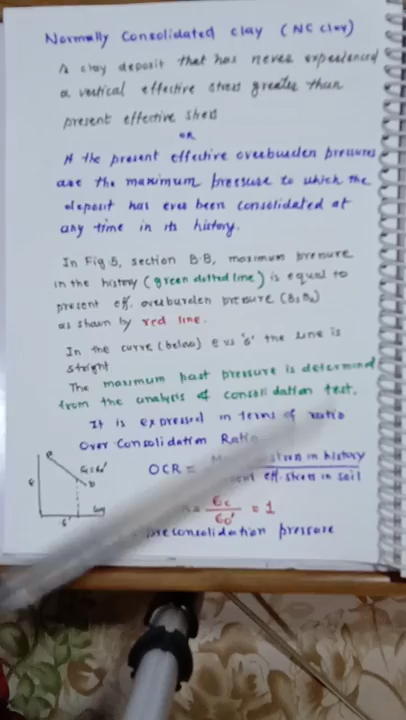 Normally Consolidated clay (NC clay)
A clay deposit that has never experienced
a vertical effective stress greater than
present effective stress
OR
If the present effective overburden pressures
are the maximum pressure to which the
deposit has ever been consolidated at
any time in its history.
In Fig 5, section B-B, maximum pressure
in the history (green dotted line) is equal to
present eff. overburden pressure
as shown by red line.
In the curve (below) e vs σ' the line is
stright
The maximum past pressure is determined
from the analysis of consolidation test.
It is expressed in terms of ratio
Over Consolidation Ratio
OCR = in history
eff. stress in soil
= σc / σo' = 1
preconsolidation pressure
e
σ'